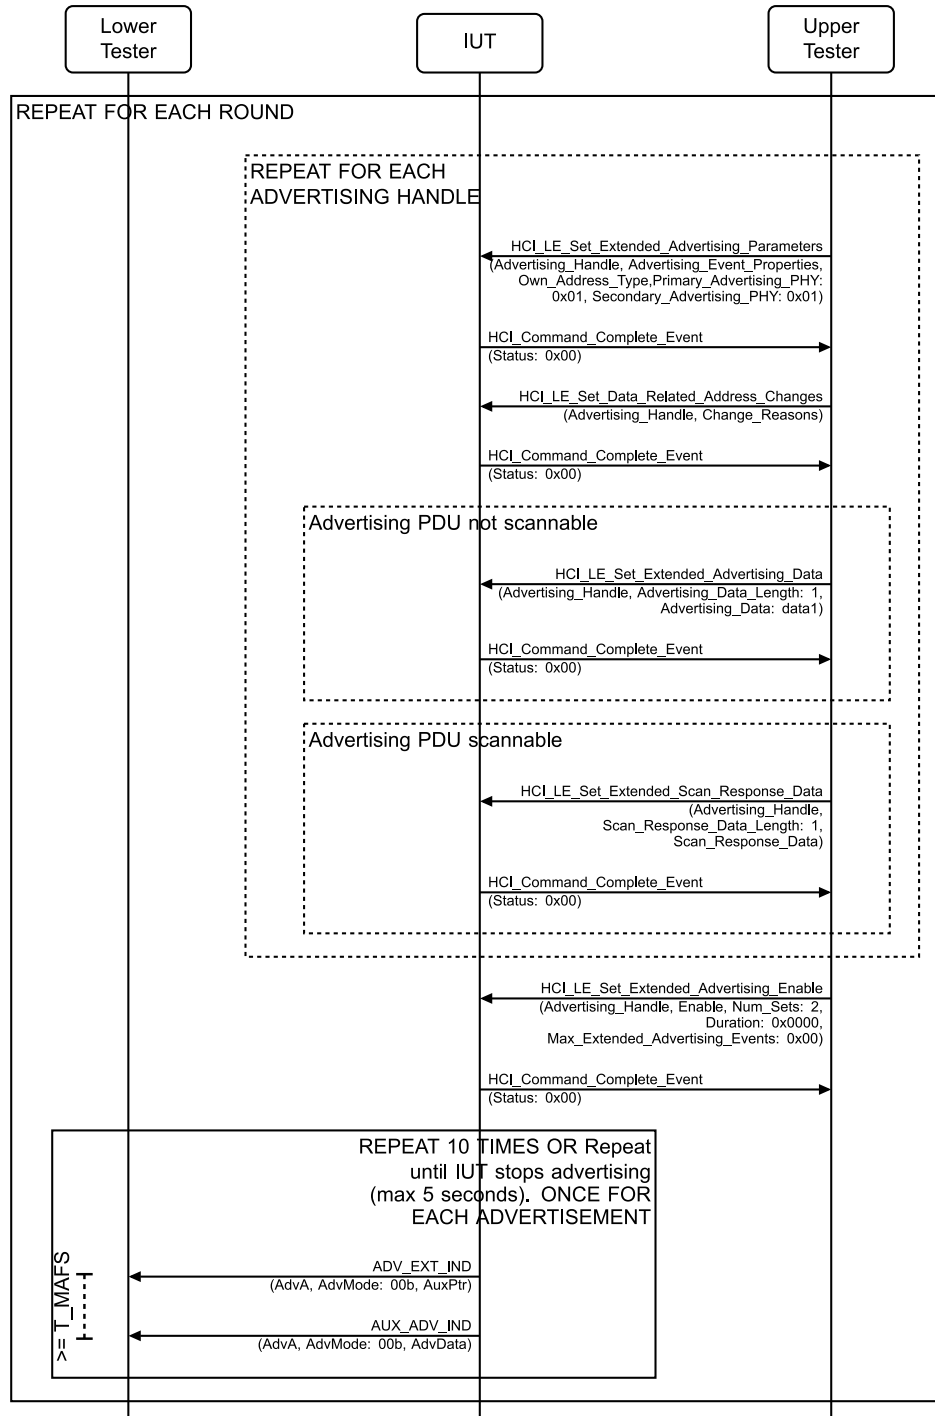 Lower
Tester
IUT
Upper
Tester
REPEAT FOR EACH ROUND
REPEAT FOR EACH
ADVERTISING HANDLE
HCI_LE_Set_Extended_Advertising_Parameters
(Advertising_Handle, Advertising_Event_Properties,
Own_Address_Type,Primary_Advertising_PHY:
0x01, Secondary_Advertising_PHY: 0x01)
HCI_Command_Complete_Event
(Status: 0x00)
HCI_LE_Set_Data_Related_Address_Changes
(Advertising_Handle, Change_Reasons)
HCI_Command_Complete_Event
(Status: 0x00)
Advertising PDU not scannable
HCI_LE_Set_Extended_Advertising_Data
(Advertising_Handle, Advertising_Data_Length: 1,
Advertising_Data: data1)
HCI_Command_Complete_Event
(Status: 0x00)
Advertising PDU scannable
HCI_LE_Set_Extended_Scan_Response_Data
(Advertising_Handle,
Scan_Response_Data_Length: 1,
Scan_Response_Data)
HCI_Command_Complete_Event
(Status: 0x00)
HCI_LE_Set_Extended_Advertising_Enable
(Advertising_Handle, Enable, Num_Sets: 2,
Duration: 0x0000,
Max_Extended_Advertising_Events: 0x00)
HCI_Command_Complete_Event
(Status: 0x00)
REPEAT 10 TIMES OR Repeat
until IUT stops advertising
(max 5 seconds). ONCE FOR
EACH ADVERTISEMENT
>= T_MAFS
ADV_EXT_IND
(AdvA, AdvMode: 00b, AuxPtr)
AUX_ADV_IND
(AdvA, AdvMode: 00b, AdvData)